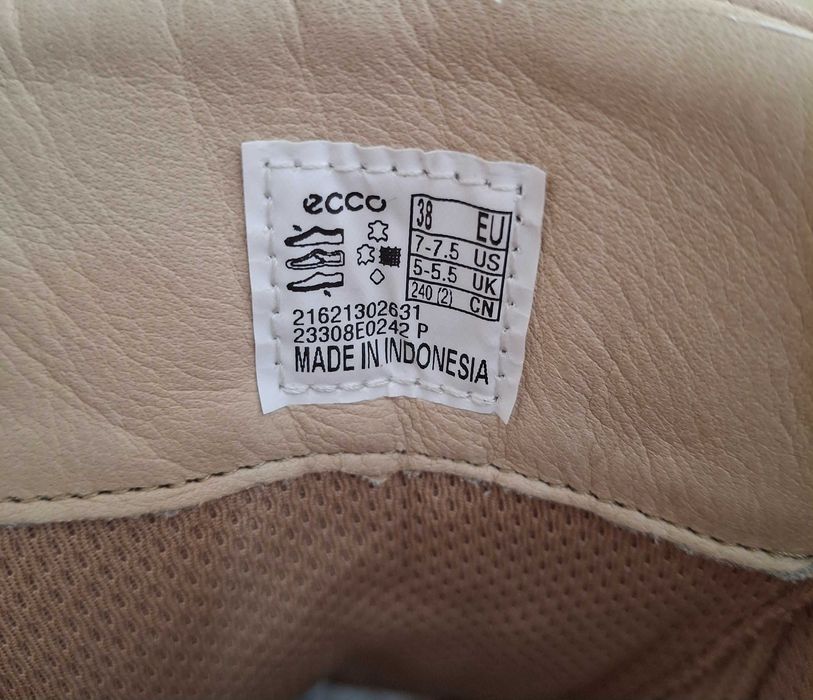 ecco
38 EU
7-7.5 US
5-5.5 UK
240 (2) CN
21621302631
23308E0242 P
MADE IN INDONESIA